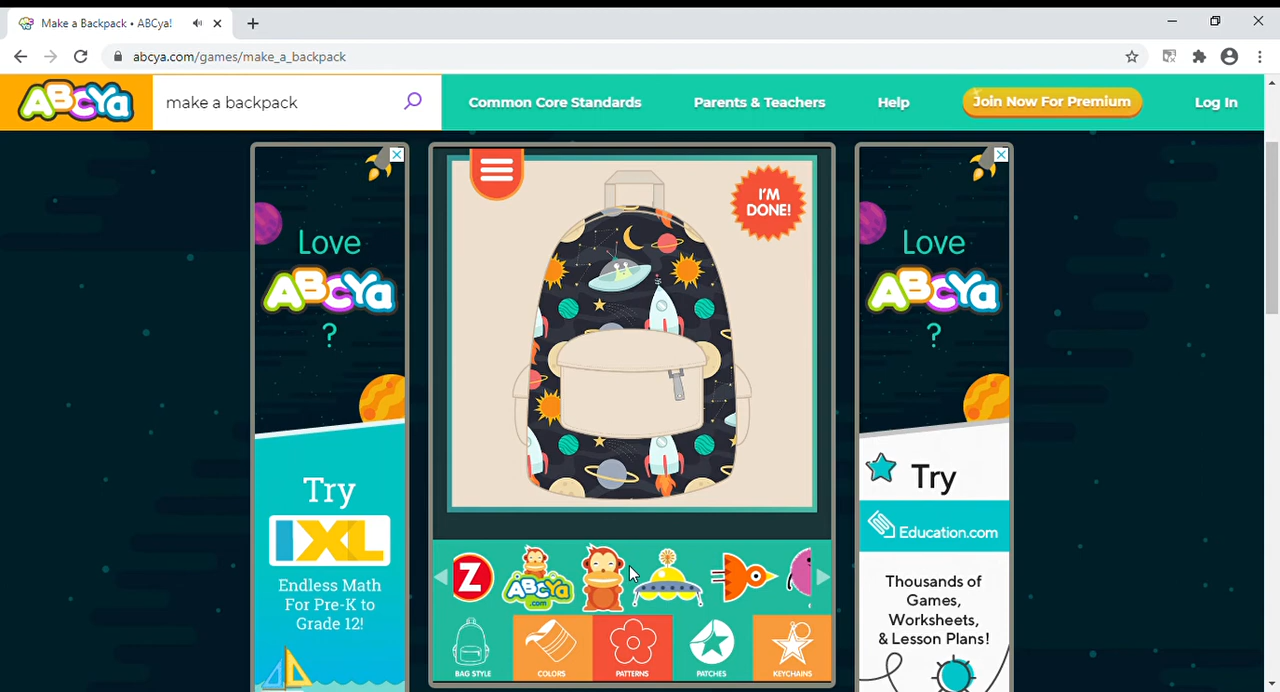 Make a Backpack • ABCya!
abcya.com/games/make_a_backpack
ABCYa
make a backpack
Common Core Standards
Parents & Teachers
Help
Join Now For Premium
Log In
Love
ABCYa
?
Try
IXL
Endless Math
For Pre-K to
Grade 12!
I'M
DONE!
Z
ABCYa
.com
BAG STYLE
COLORS
PATTERNS
PATCHES
KEYCHAINS
Love
ABCYa
?
Try
Education.com
Thousands of
Games,
Worksheets,
& Lesson Plans!